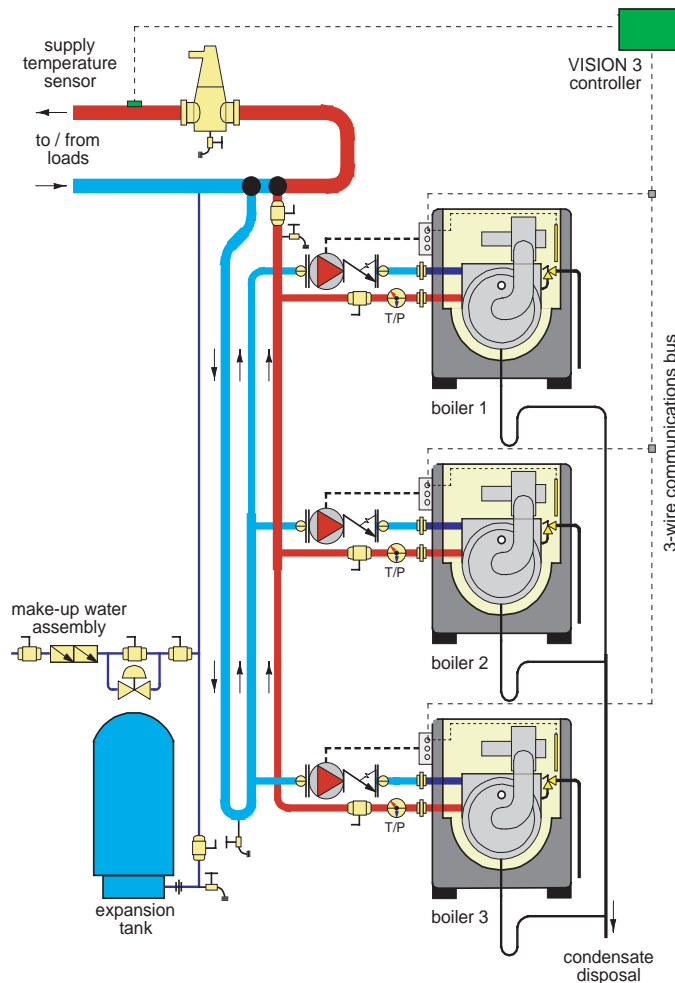 supply
temperature
sensor
VISION 3
controller
to / from
loads
T/P
boiler 1
3-wire communications bus
T/P
make-up water
assembly
boiler 2
T/P
expansion
tank
boiler 3
condensate
disposal